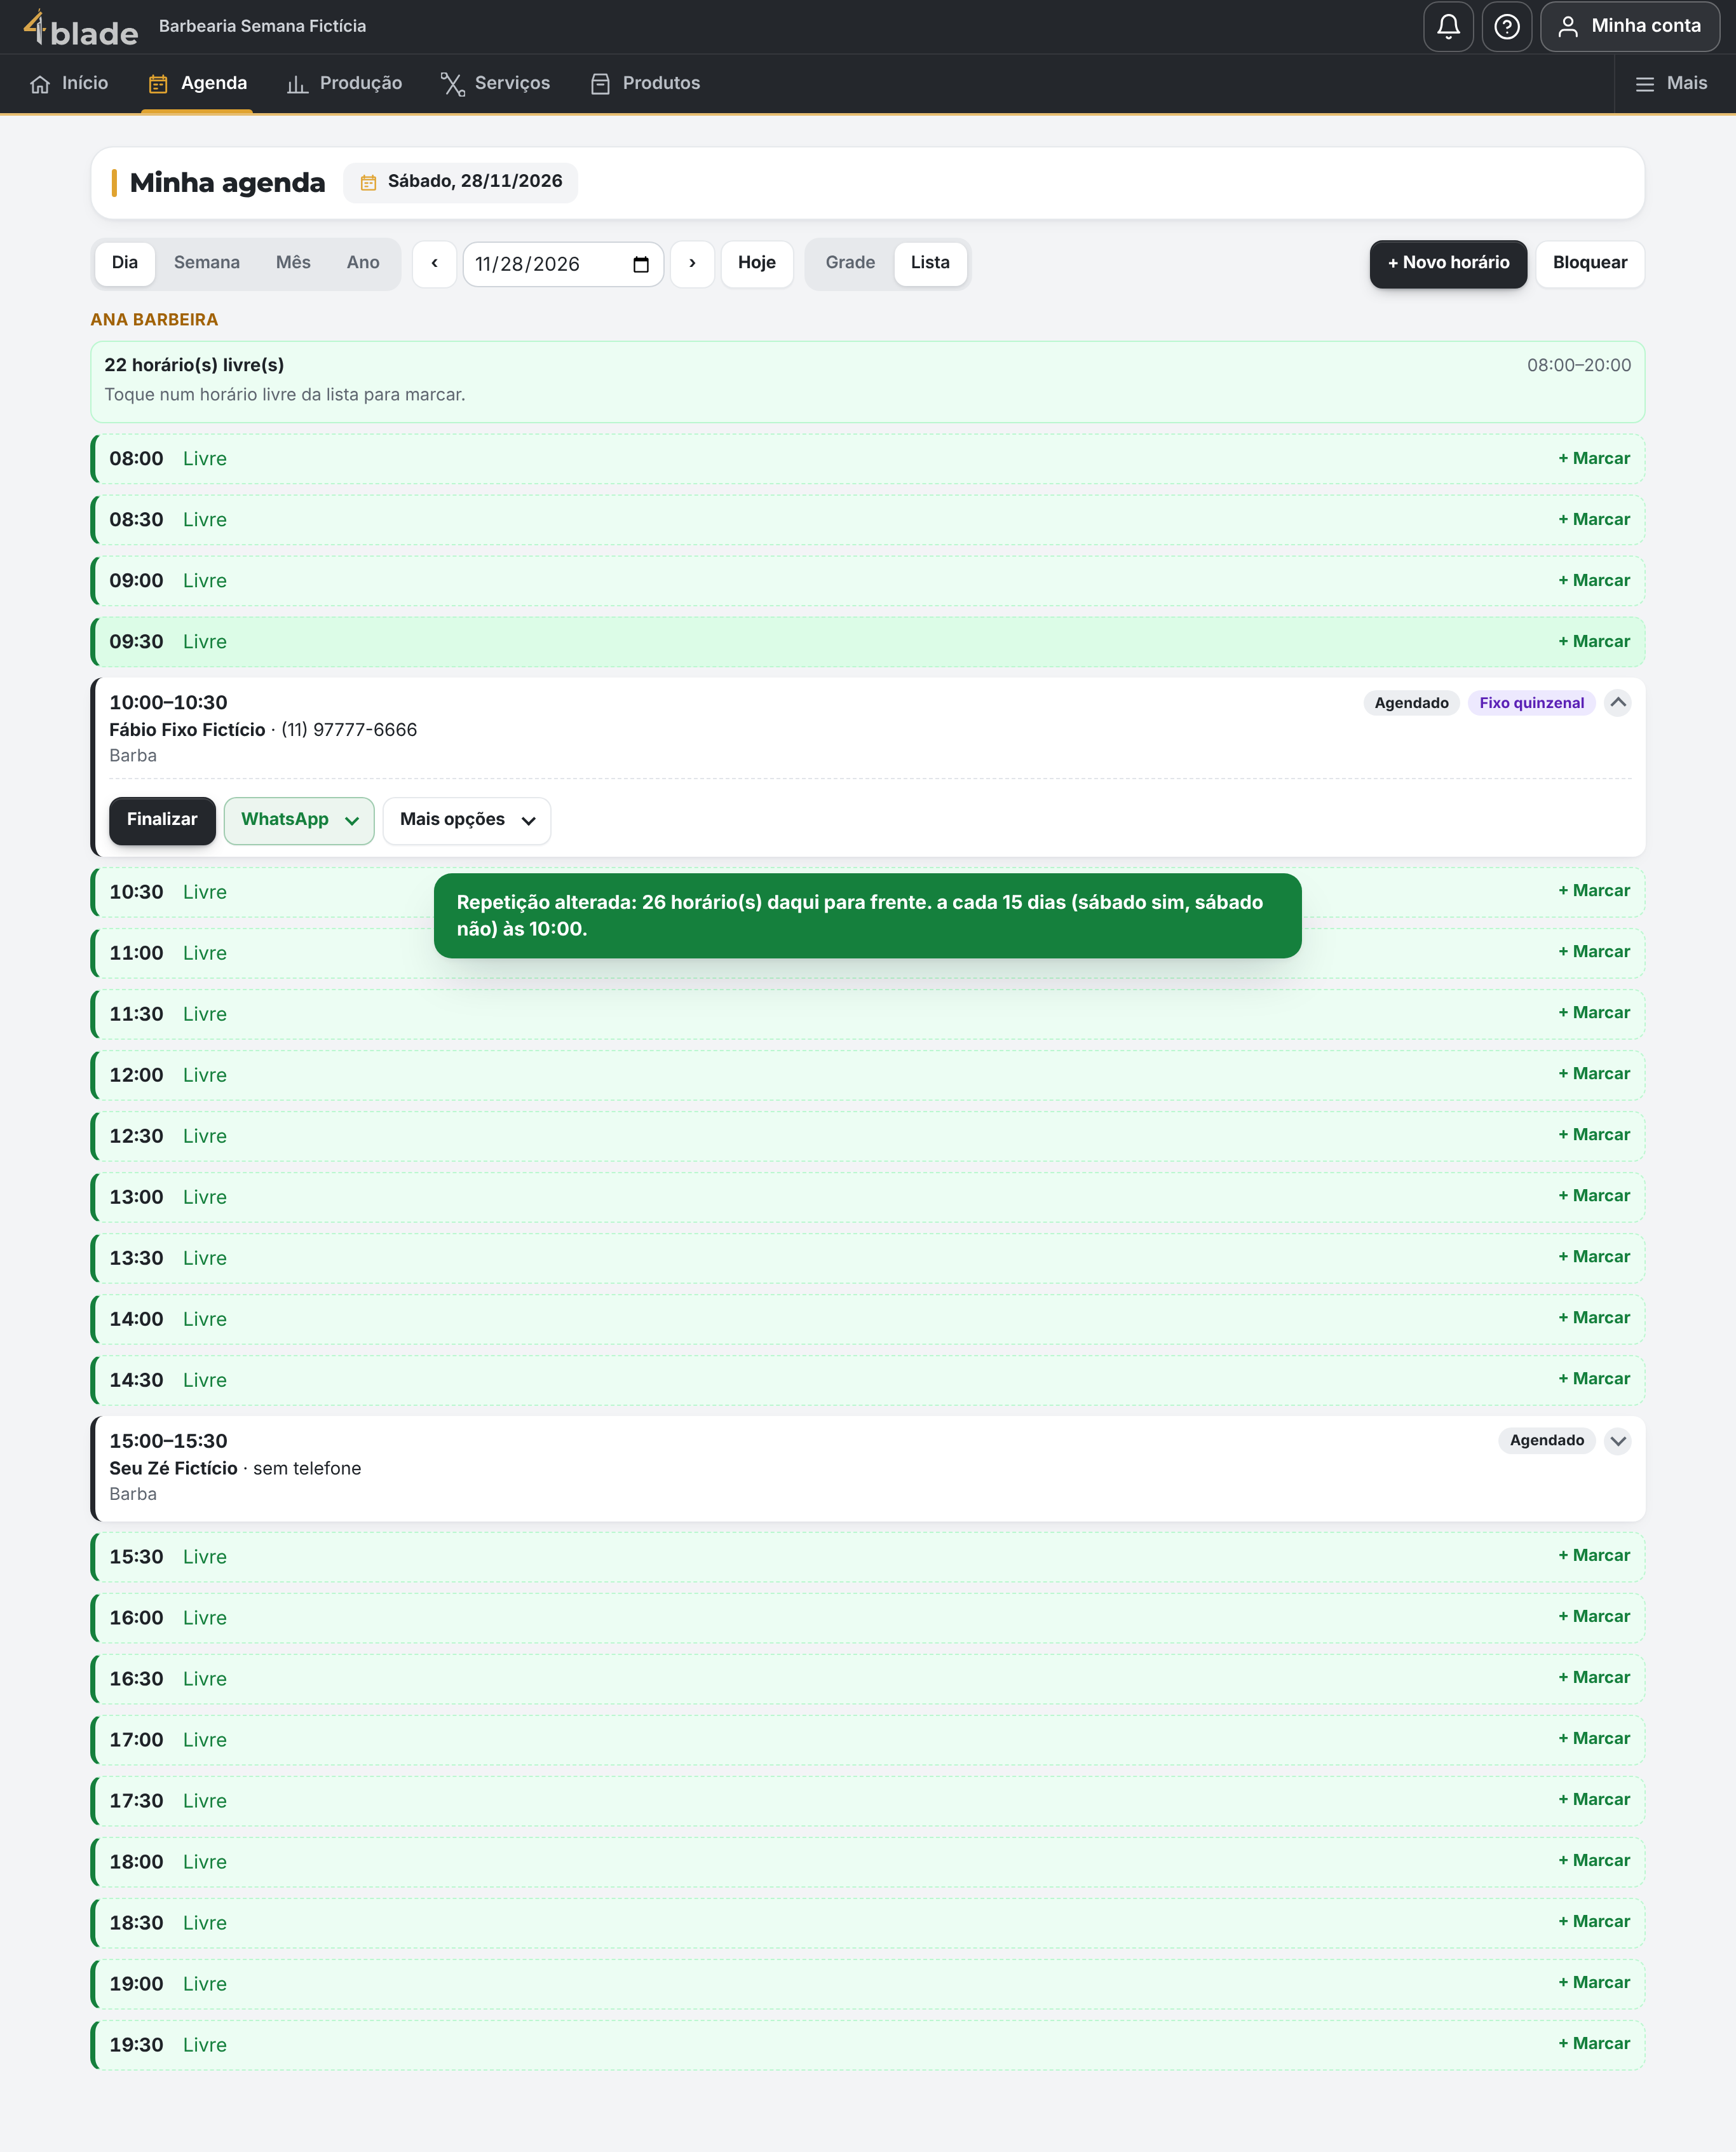 4blade
Barbearia Semana Fictícia
Minha conta
Início
Agenda
Produção
Serviços
Produtos
Mais
Minha agenda
Sábado, 28/11/2026
Dia
Semana
Mês
Ano
‹
11/28/2026
›
Hoje
Grade
Lista
+ Novo horário
Bloquear
ANA BARBEIRA
22 horário(s) livre(s)
08:00–20:00
Toque num horário livre da lista para marcar.
08:00 Livre + Marcar
08:30 Livre + Marcar
09:00 Livre + Marcar
09:30 Livre + Marcar
10:00–10:30
Agendado
Fixo quinzenal
Fábio Fixo Fictício · (11) 97777-6666
Barba
Finalizar
WhatsApp
Mais opções
10:30 Livre + Marcar
Repetição alterada: 26 horário(s) daqui para frente. a cada 15 dias (sábado sim, sábado
não) às 10:00.
11:00 Livre + Marcar
11:30 Livre + Marcar
12:00 Livre + Marcar
12:30 Livre + Marcar
13:00 Livre + Marcar
13:30 Livre + Marcar
14:00 Livre + Marcar
14:30 Livre + Marcar
15:00–15:30
Agendado
Seu Zé Fictício · sem telefone
Barba
15:30 Livre + Marcar
16:00 Livre + Marcar
16:30 Livre + Marcar
17:00 Livre + Marcar
17:30 Livre + Marcar
18:00 Livre + Marcar
18:30 Livre + Marcar
19:00 Livre + Marcar
19:30 Livre + Marcar